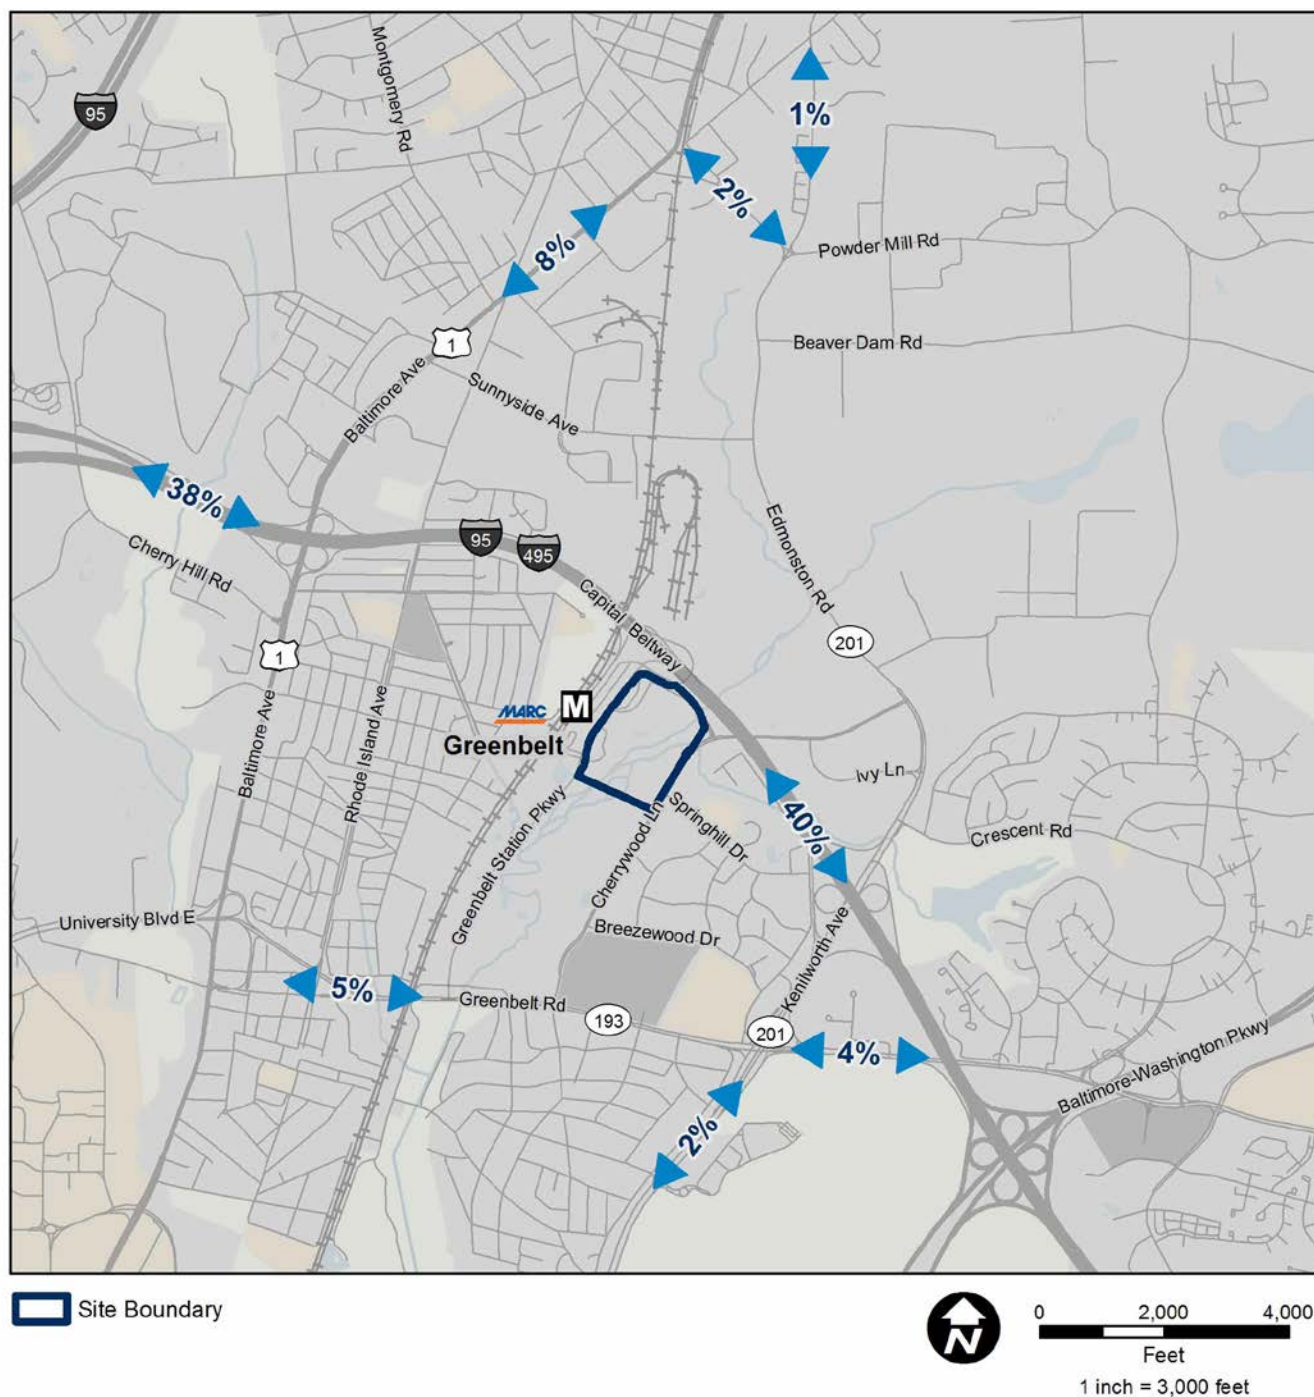 Montgomery Rd
95
1%
2%
8%
Powder Mill Rd
1
Beaver Dam Rd
Baltimore Ave
Sunnyside Ave
38%
Edmonston Rd
95
495
Cherry Hill Rd
Capital Beltway
201
1
MARC
M
Greenbelt
Baltimore Ave
Rhode Island Ave
Ivy Ln
40%
Springhill Dr
Crescent Rd
Greenbelt Station Pkwy
Cherrywood Ln
University Blvd E
Breezewood Dr
Kenilworth Ave
5%
Greenbelt Rd
193
201
4%
Baltimore-Washington Pkwy
2%
Site Boundary
N
0 2,000 4,000
Feet
1 inch = 3,000 feet